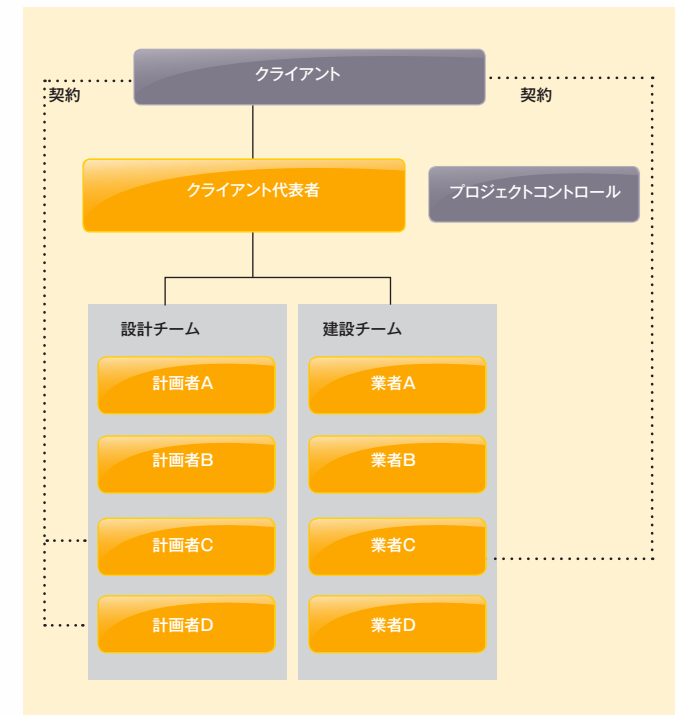 クライアント
契約
契約
クライアント代表者
プロジェクトコントロール
設計チーム
建設チーム
計画者A
業者A
計画者B
業者B
計画者C
業者C
計画者D
業者D